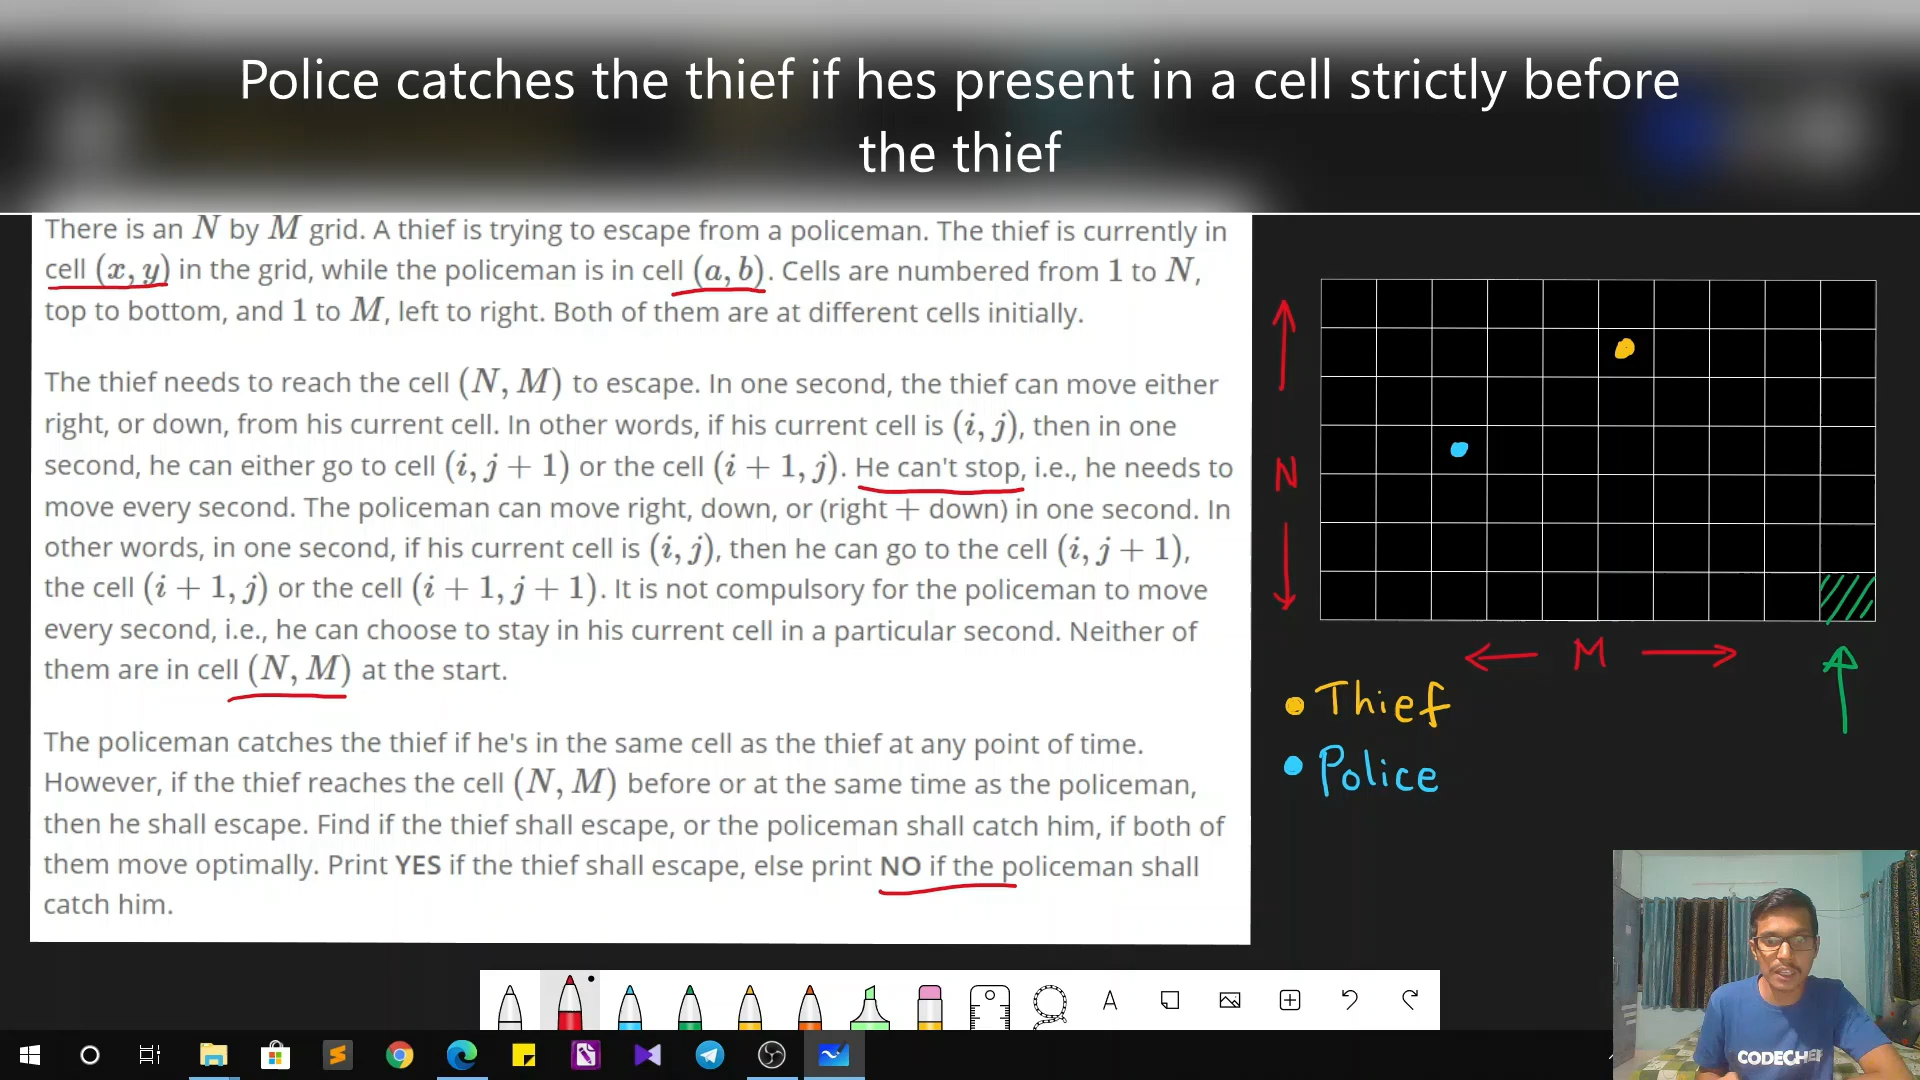 Police catches the thief if hes present in a cell strictly before
the thief
There is an N by M grid. A thief is trying to escape from a policeman. The thief is currently in
cell (x, y) in the grid, while the policeman is in cell (a, b). Cells are numbered from 1 to N,
top to bottom, and 1 to M, left to right. Both of them are at different cells initially.
The thief needs to reach the cell (N, M) to escape. In one second, the thief can move either
right, or down, from his current cell. In other words, if his current cell is (i, j), then in one
second, he can either go to cell (i, j + 1) or the cell (i + 1, j). He can't stop, i.e., he needs to
move every second. The policeman can move right, down, or (right + down) in one second. In
other words, in one second, if his current cell is (i, j), then he can go to the cell (i, j + 1),
the cell (i + 1, j) or the cell (i + 1, j + 1). It is not compulsory for the policeman to move
every second, i.e., he can choose to stay in his current cell in a particular second. Neither of
them are in cell (N, M) at the start.
The policeman catches the thief if he's in the same cell as the thief at any point of time.
However, if the thief reaches the cell (N, M) before or at the same time as the policeman,
then he shall escape. Find if the thief shall escape, or the policeman shall catch him, if both of
them move optimally. Print YES if the thief shall escape, else print NO if the policeman shall
catch him.
N
M
Thief
Police
CODECHEF